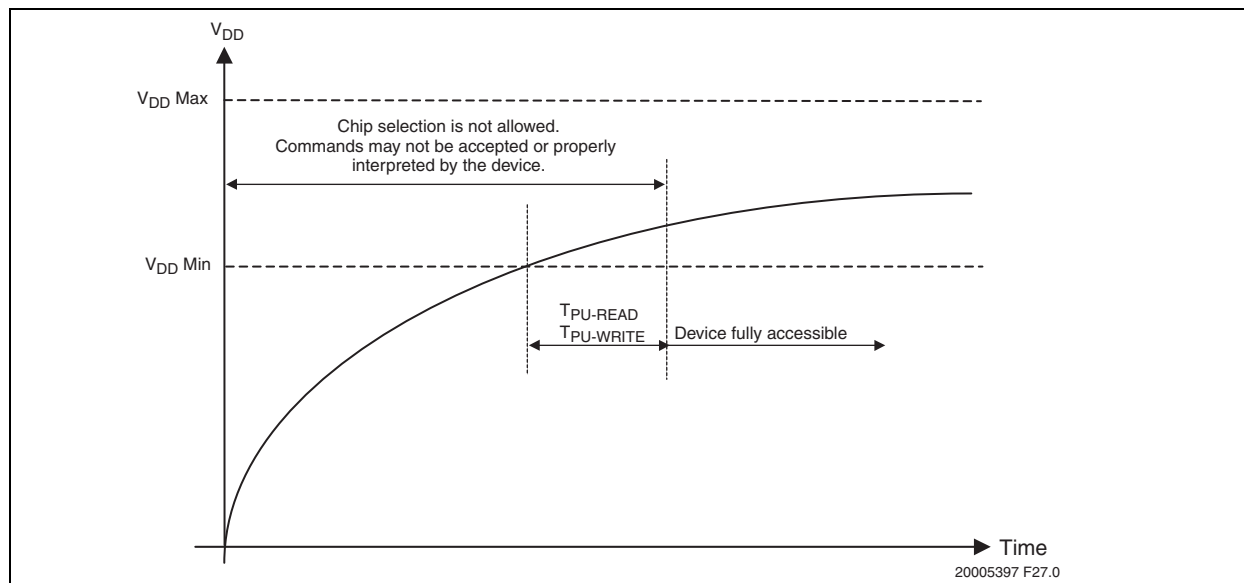 VDD
VDD Max
Chip selection is not allowed.
Commands may not be accepted or properly
interpreted by the device.
VDD Min
TPU-READ
TPU-WRITE
Device fully accessible
Time
20005397 F27.0